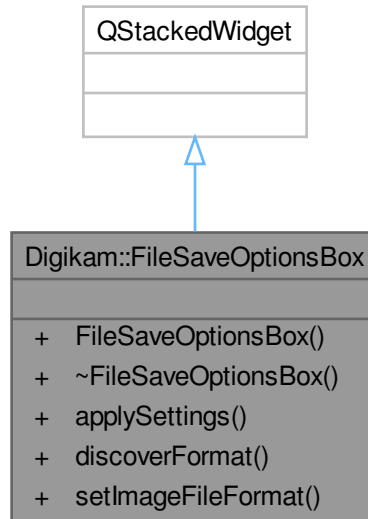 QStackedWidget
Digikam::FileSaveOptionsBox
+ FileSaveOptionsBox()
+ ~FileSaveOptionsBox()
+ applySettings()
+ discoverFormat()
+ setImageFileFormat()